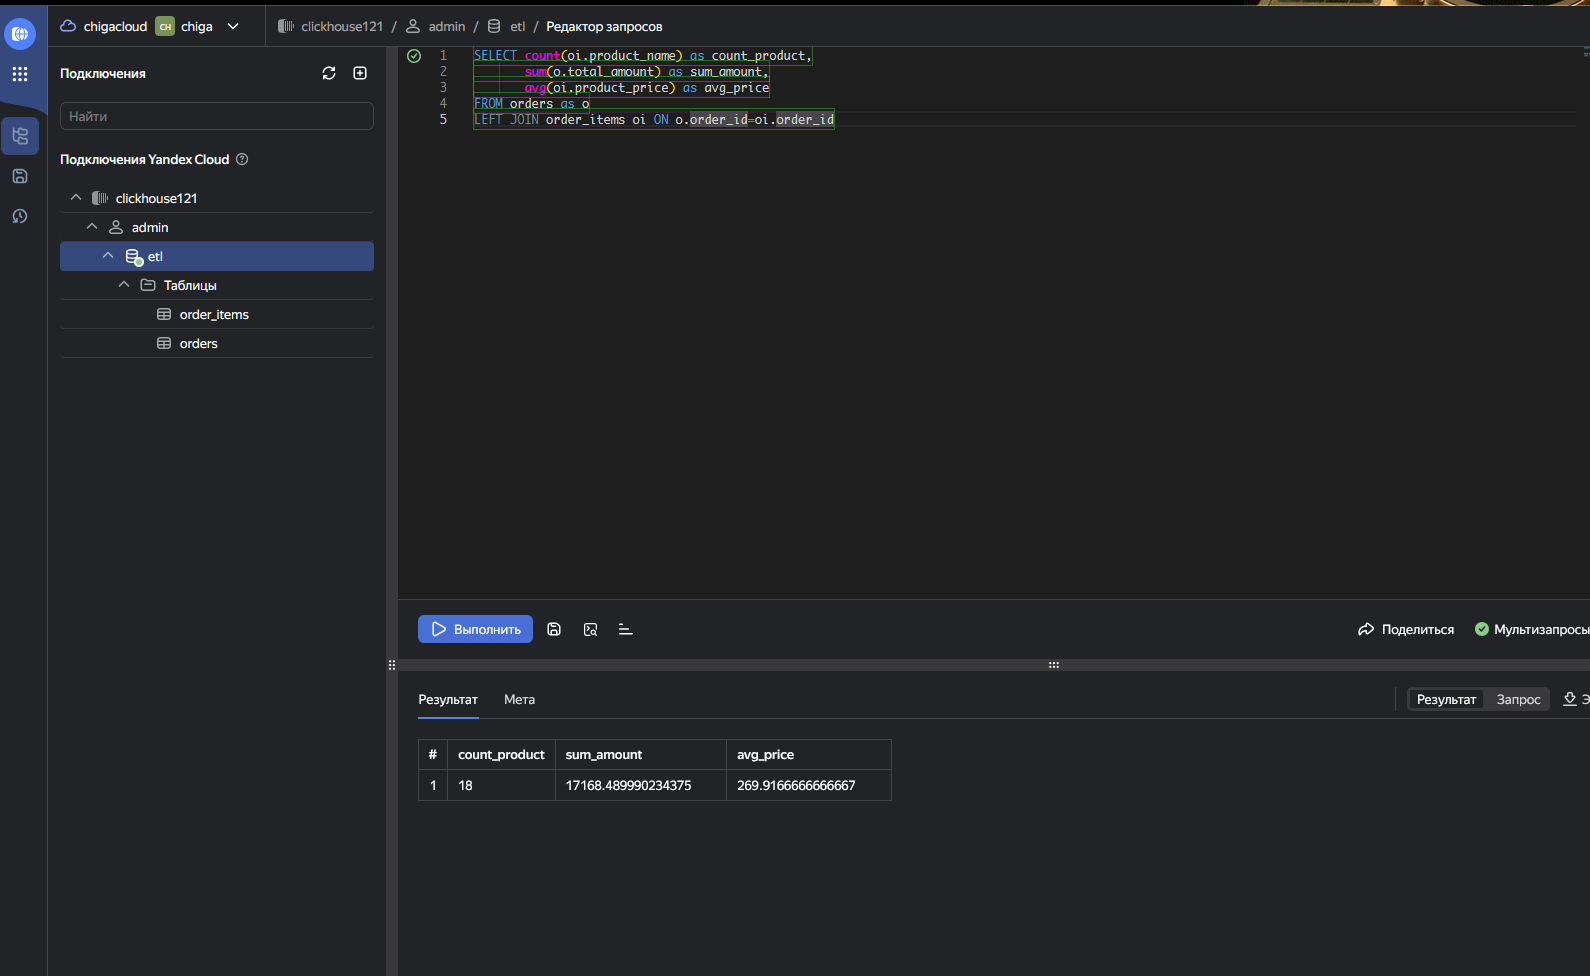 chigacloud CH chiga clickhouse121 / admin / etl / Редактор запросов
Подключения
Найти
Подключения Yandex Cloud
clickhouse121
admin
etl
Таблицы
order_items
orders
1 SELECT count(oi.product_name) as count_product,
2 sum(o.total_amount) as sum_amount,
3 avg(oi.product_price) as avg_price
4 FROM orders as o
5 LEFT JOIN order_items oi ON o.order_id=oi.order_id
Выполнить Поделиться Мультизапросы
Результат Мета Результат Запрос Э
# count_product sum_amount avg_price
1 18 17168.489990234375 269.9166666666667